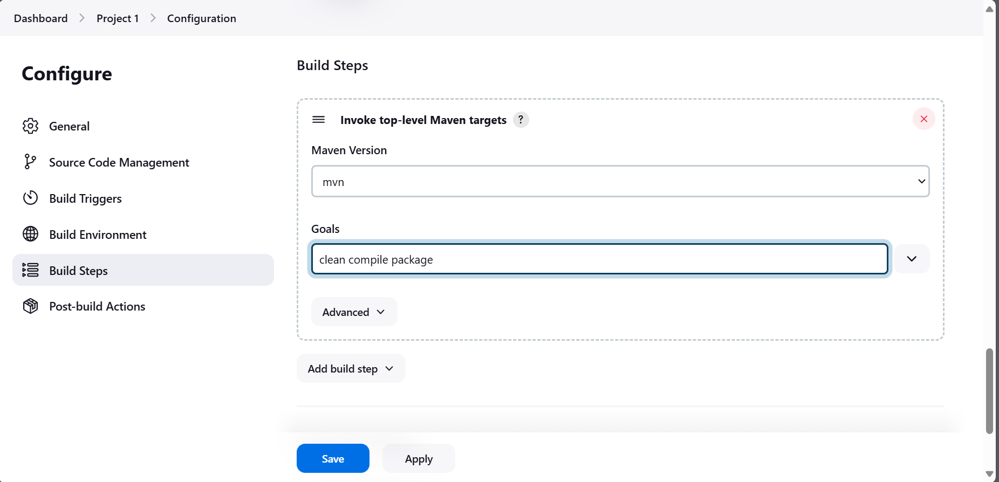 Dashboard > Project 1 > Configuration
Configure
General
Source Code Management
Build Triggers
Build Environment
Build Steps
Post-build Actions
Build Steps
Invoke top-level Maven targets ?
Maven Version
mvn
Goals
clean compile package
Advanced
Add build step
Save Apply